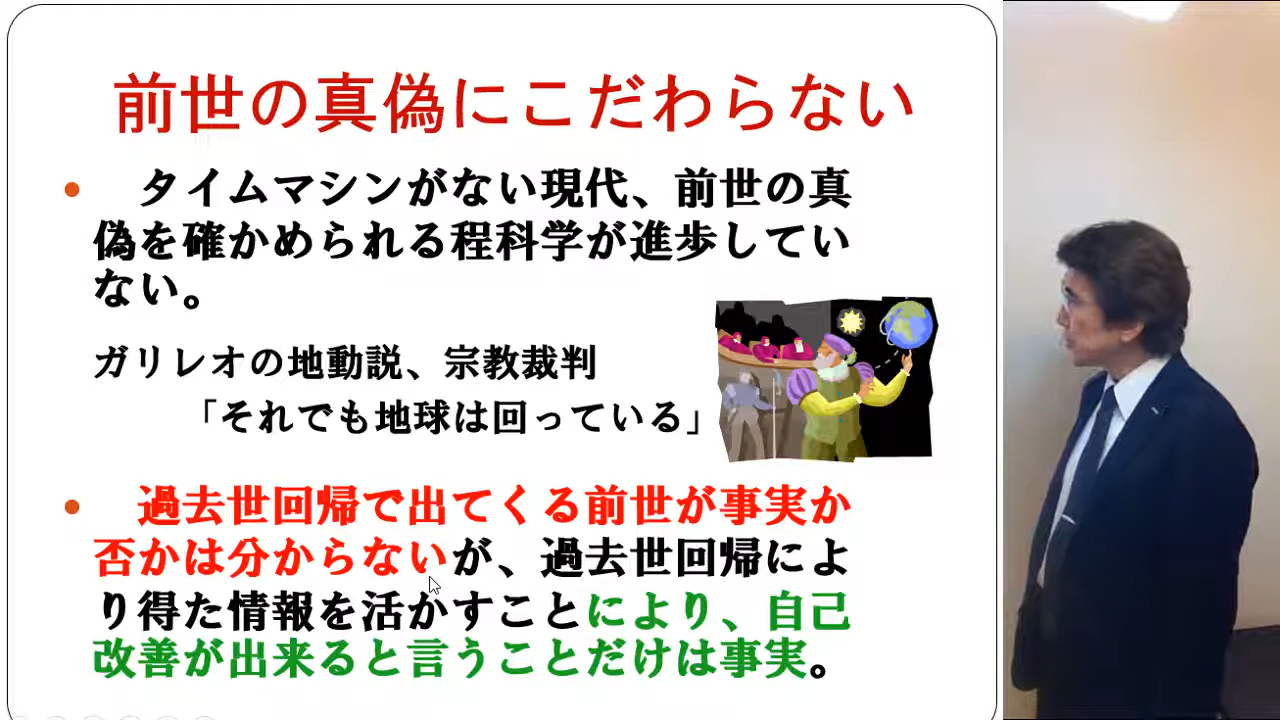 前世の真偽にこだわらない
• タイムマシンがない現代、前世の真
偽を確かめられる程科学が進歩してい
ない。
ガリレオの地動説、宗教裁判
「それでも地球は回っている」
• 過去世回帰で出てくる前世が事実か
否かは分からないが、過去世回帰によ
り得た情報を活かすことにより、自己
改善が出来ると言うことだけは事実。